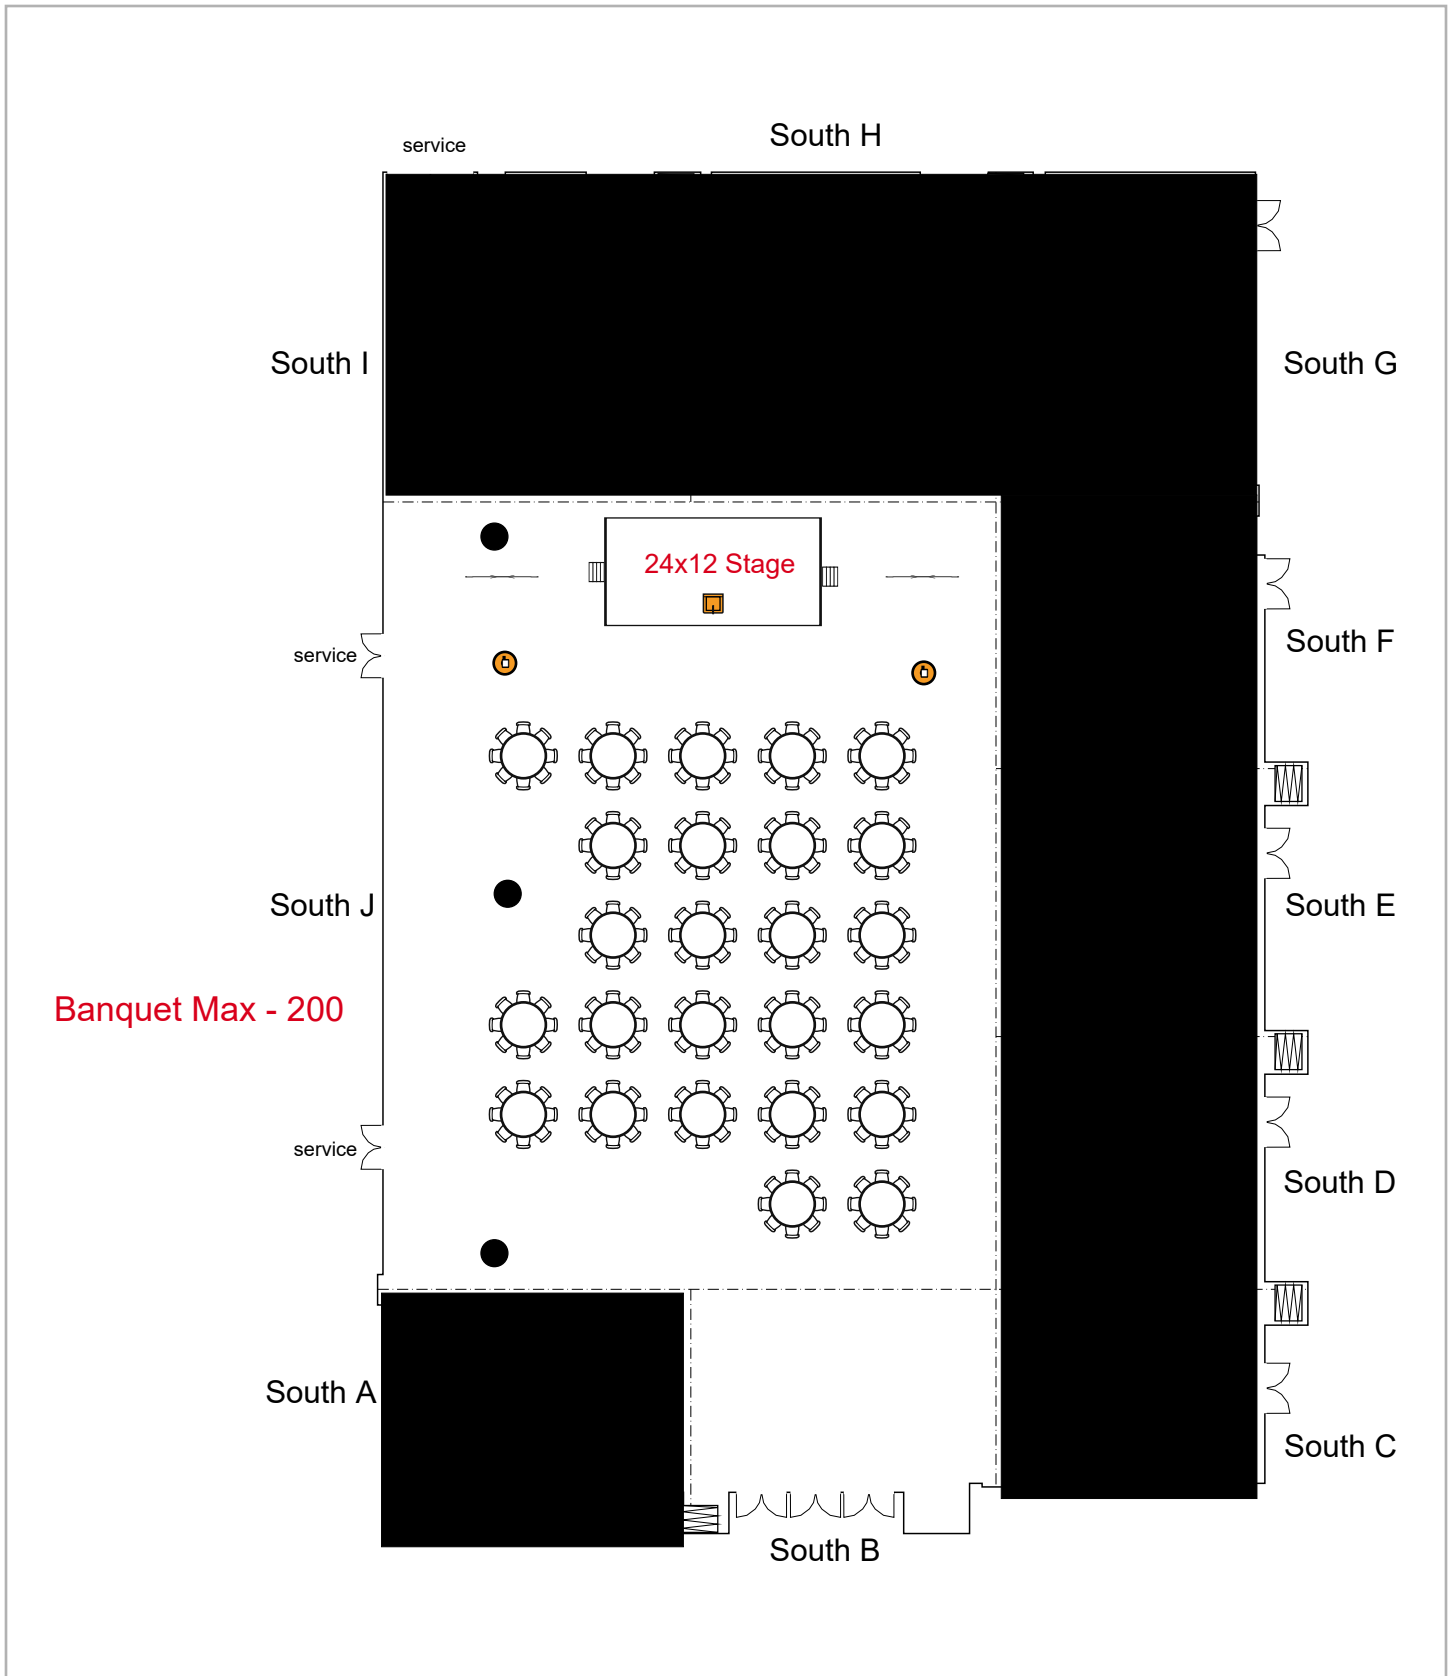 service
South H
South I
South G
24x12 Stage
South F
service
South J
South E
Banquet Max - 200
service
South D
South A
South C
South B